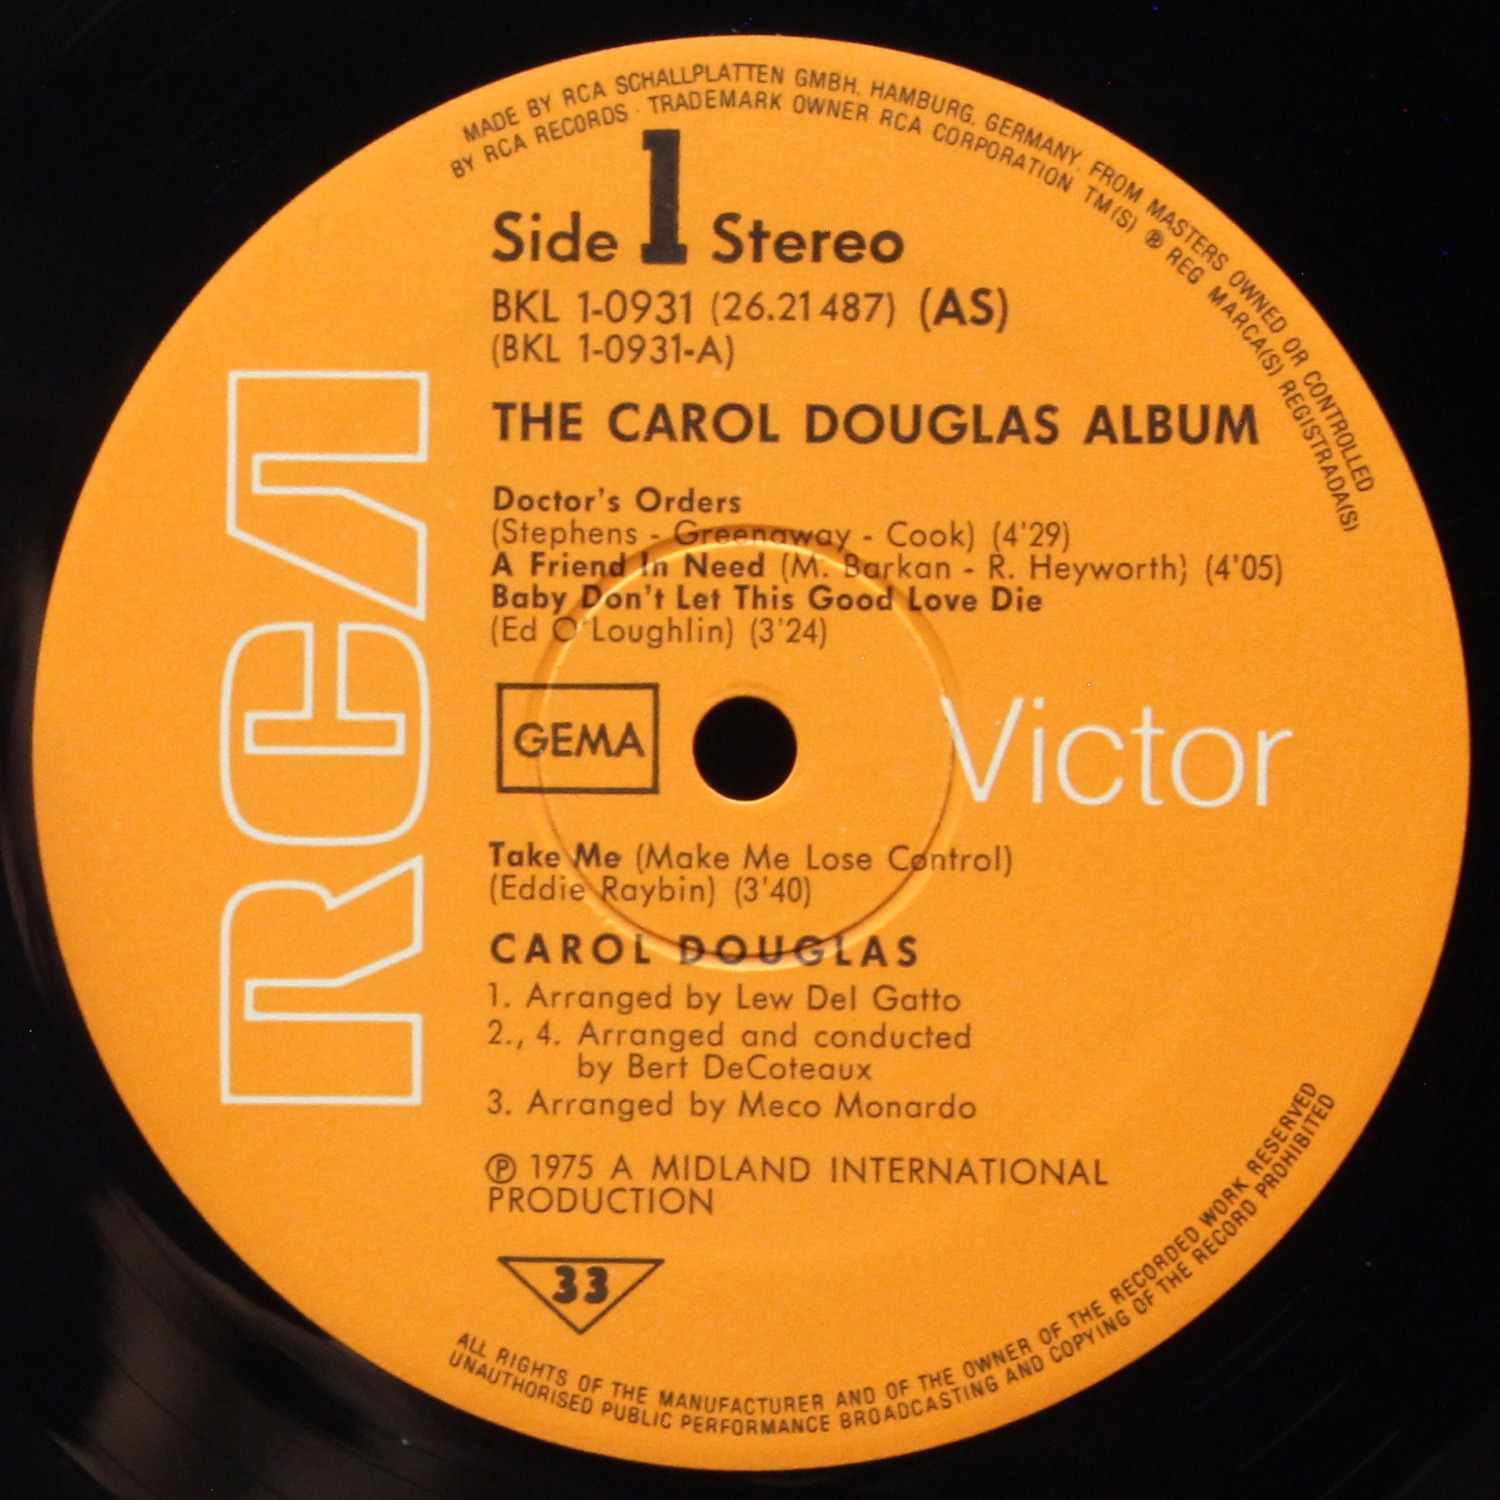 MADE BY RCA SCHALLPLATTEN GMBH, HAMBURG, GERMANY, FROM MASTERS OWNED OR CONTROLLED
BY RCA RECORDS · TRADEMARK OWNER RCA CORPORATION TM(S) ® REG MARCA(S) REGISTRADA(S)
Side 1 Stereo
BKL 1-0931 (26.21487) (AS)
(BKL 1-0931-A)
THE CAROL DOUGLAS ALBUM
Doctor's Orders
(Stephens - Greenaway - Cook) (4'29)
A Friend In Need (M. Barkan - R. Heyworth) (4'05)
Baby Don't Let This Good Love Die
(Ed O'Loughlin) (3'24)
RCA
GEMA
Victor
Take Me (Make Me Lose Control)
(Eddie Raybin) (3'40)
CAROL DOUGLAS
1. Arranged by Lew Del Gatto
2., 4. Arranged and conducted
by Bert DeCoteaux
3. Arranged by Meco Monardo
℗ 1975 A MIDLAND INTERNATIONAL
PRODUCTION
33
ALL RIGHTS OF THE MANUFACTURER AND OF THE OWNER OF THE RECORDED WORK RESERVED
UNAUTHORISED PUBLIC PERFORMANCE BROADCASTING AND COPYING OF THE RECORD PROHIBITED